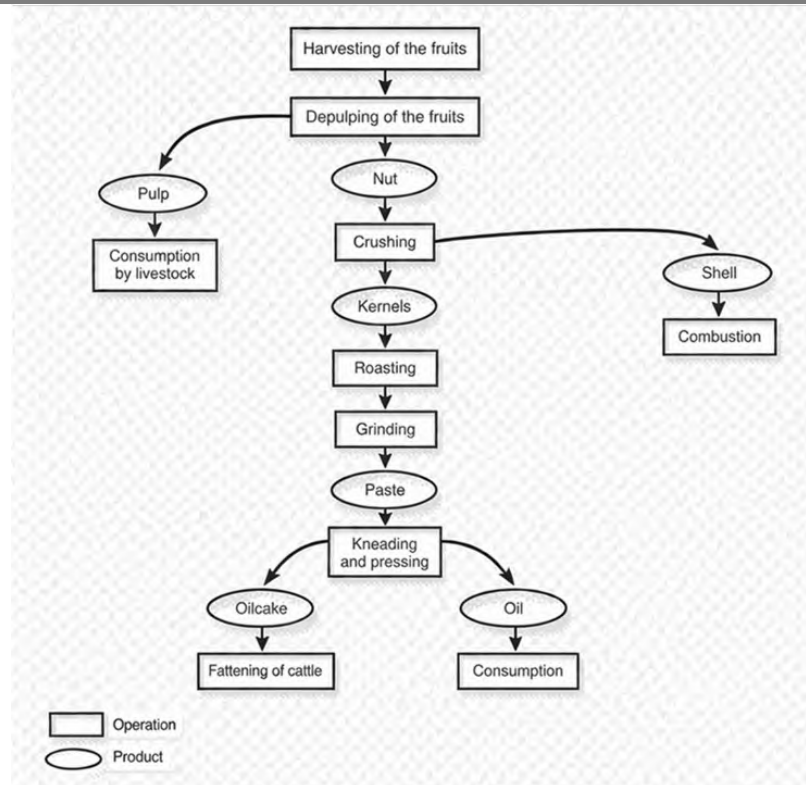 Harvesting of the fruits
Depulping of the fruits
Pulp
Nut
Consumption
by livestock
Crushing
Shell
Kernels
Combustion
Roasting
Grinding
Paste
Kneading
and pressing
Oilcake
Oil
Fattening of cattle
Consumption
Operation
Product